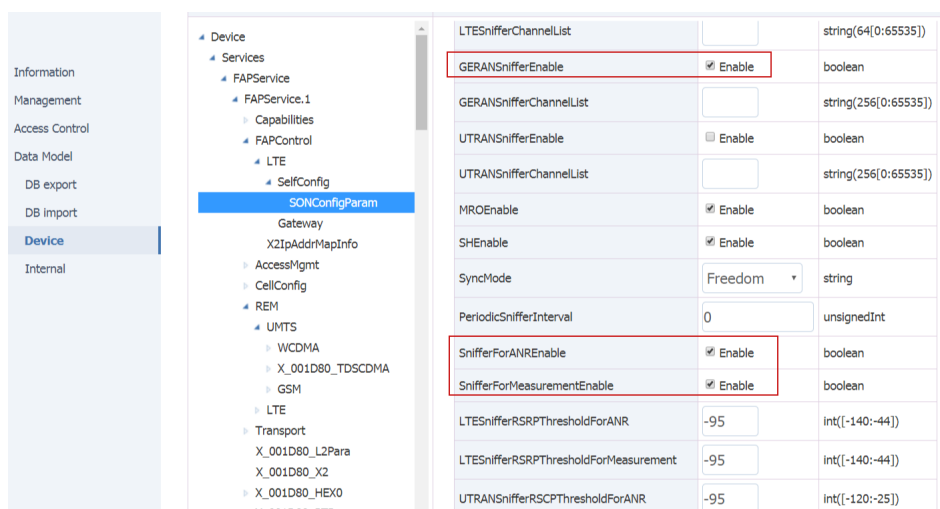 Information
Management
Access Control
Data Model
DB export
DB import
Device
Internal
Device
Services
FAPService
FAPService.1
Capabilities
FAPControl
LTE
SelfConfig
SONConfigParam
Gateway
X2IpAddrMapInfo
AccessMgmt
CellConfig
REM
UMTS
WCDMA
X_001D80_TDSCDMA
GSM
LTE
Transport
X_001D80_L2Para
X_001D80_X2
X_001D80_HEX0
LTESnifferChannelList string(64[0:65535])
GERANSnifferEnable Enable boolean
GERANSnifferChannelList string(256[0:65535])
UTRANSnifferEnable Enable boolean
UTRANSnifferChannelList string(256[0:65535])
MROEnable Enable boolean
SHEnable Enable boolean
SyncMode Freedom string
PeriodicSnifferInterval 0 unsignedInt
SnifferForANREnable Enable boolean
SnifferForMeasurementEnable Enable boolean
LTESnifferRSRPThresholdForANR -95 int([-140:-44])
LTESnifferRSRPThresholdForMeasurement -95 int([-140:-44])
UTRANSnifferRSCPThresholdForANR -95 int([-120:-25])